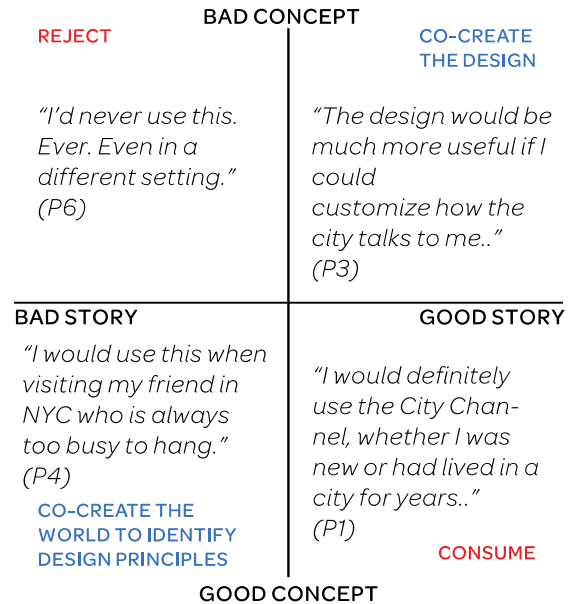 BAD CONCEPT
REJECT
“I’d never use this.
Ever. Even in a
different setting.”
(P6)
CO-CREATE
THE DESIGN
“The design would be
much more useful if I
could
customize how the
city talks to me..”
(P3)
BAD STORY
GOOD STORY
“I would use this when
visiting my friend in
NYC who is always
too busy to hang.”
(P4)
CO-CREATE THE
WORLD TO IDENTIFY
DESIGN PRINCIPLES
“I would definitely
use the City Chan-
nel, whether I was
new or had lived in a
city for years..”
(P1)
CONSUME
GOOD CONCEPT